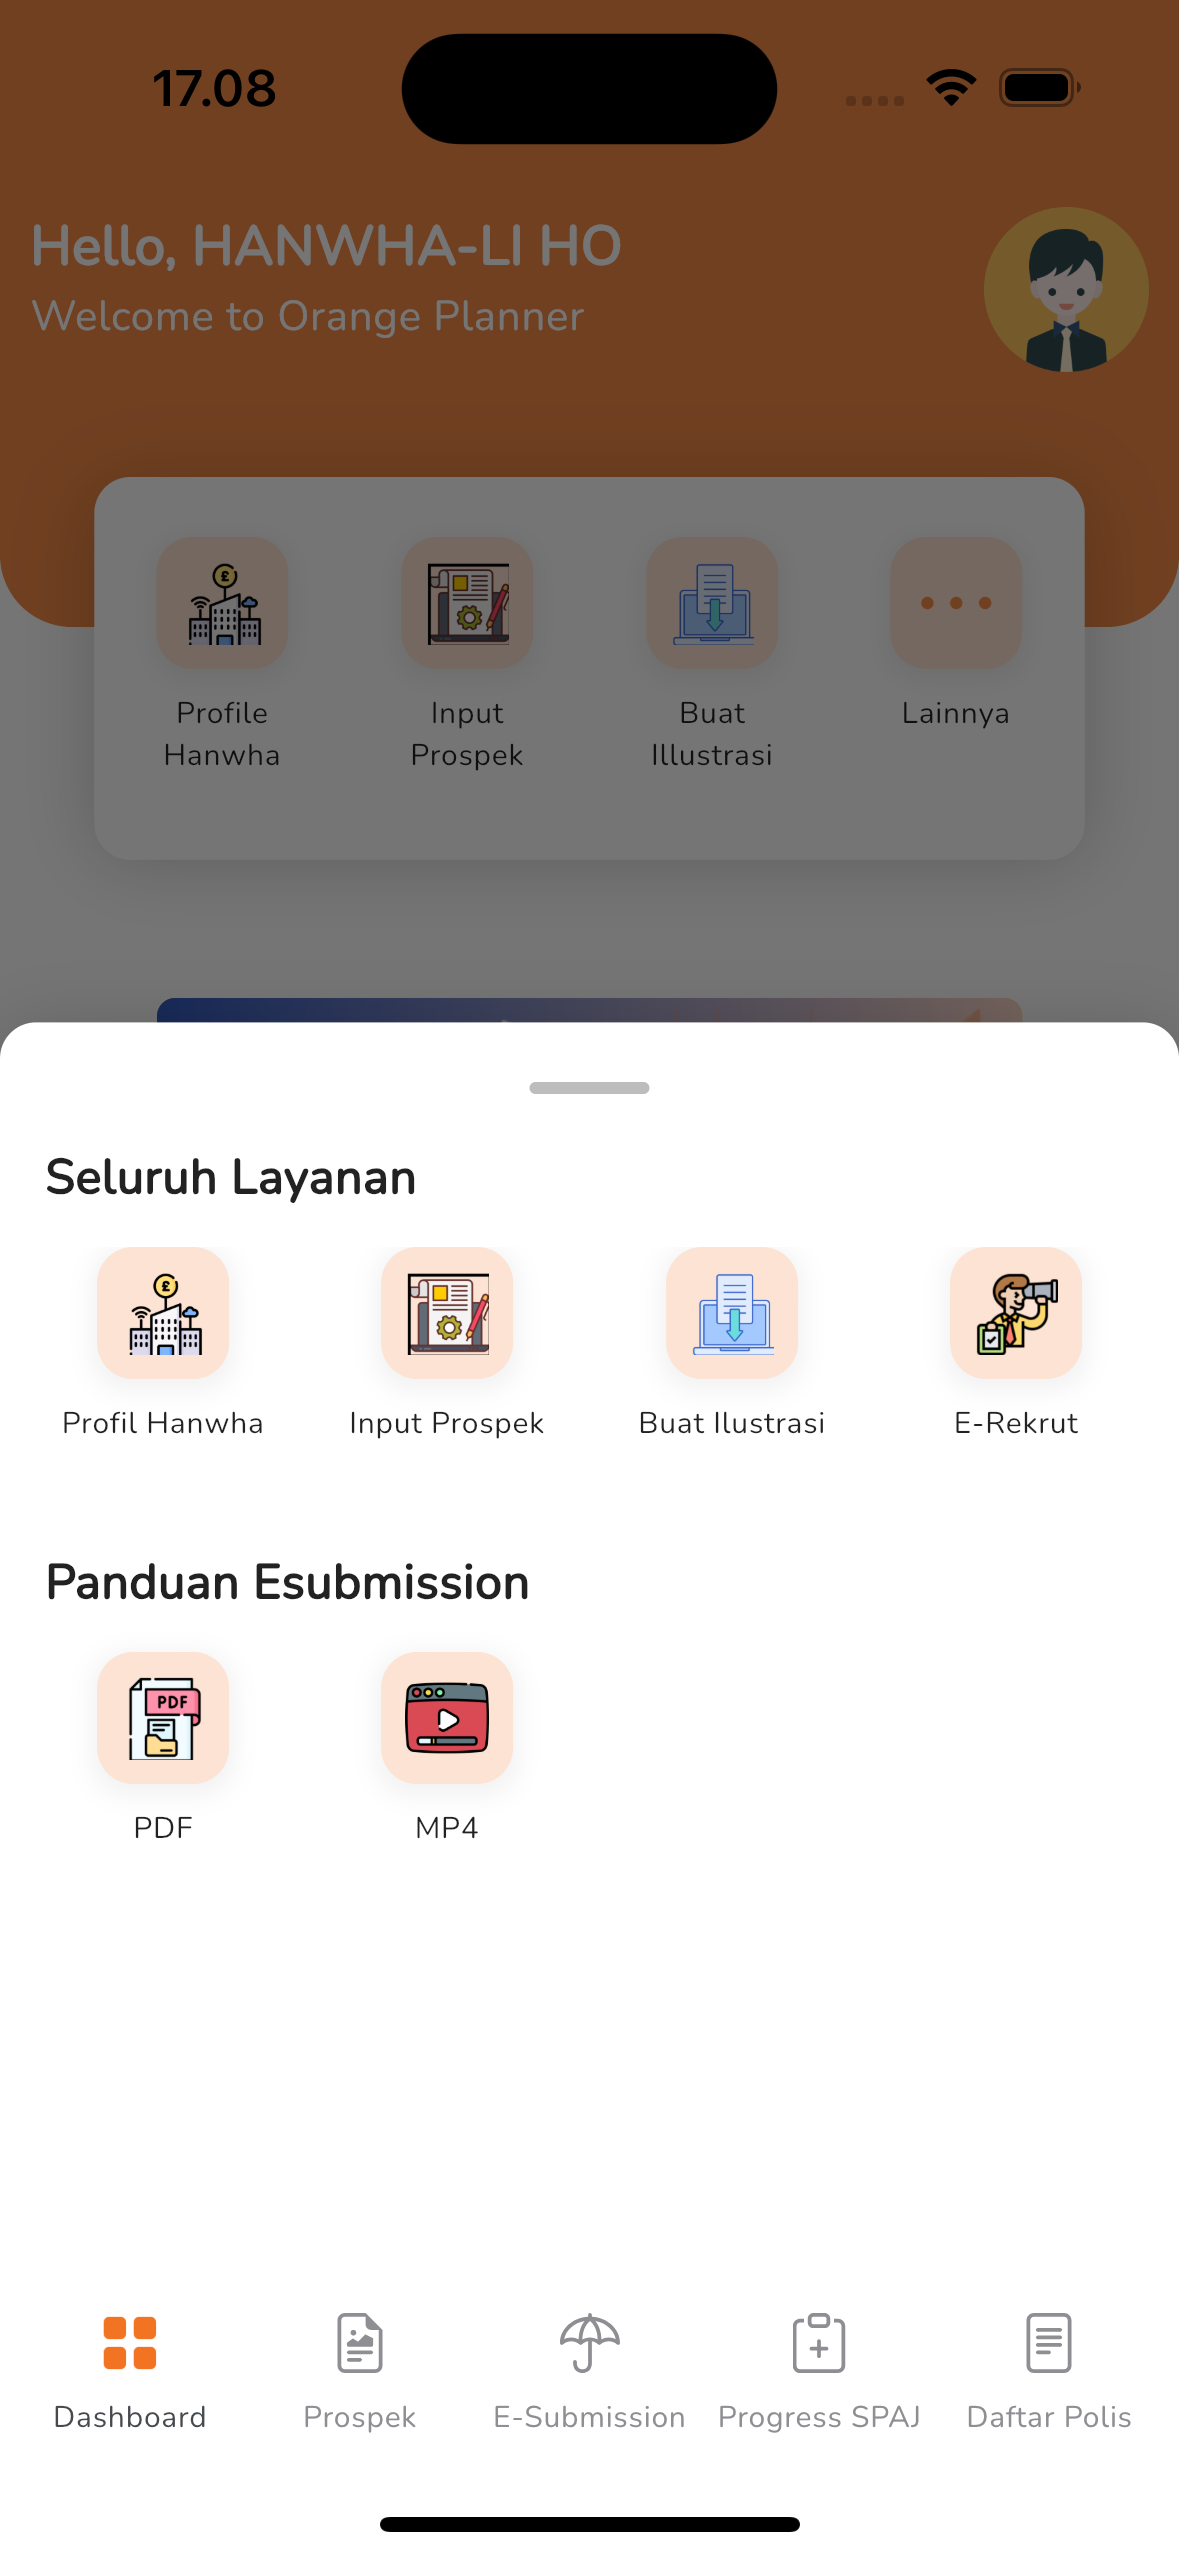 17.08
Hello, HANWHA-LI HO
Welcome to Orange Planner
Profile
Hanwha
Input
Prospek
Buat
Illustrasi
Lainnya
Seluruh Layanan
Profil Hanwha
Input Prospek
Buat Ilustrasi
E-Rekrut
Panduan Esubmission
PDF
PDF
MP4
Dashboard
Prospek
E-Submission
Progress SPAJ
Daftar Polis